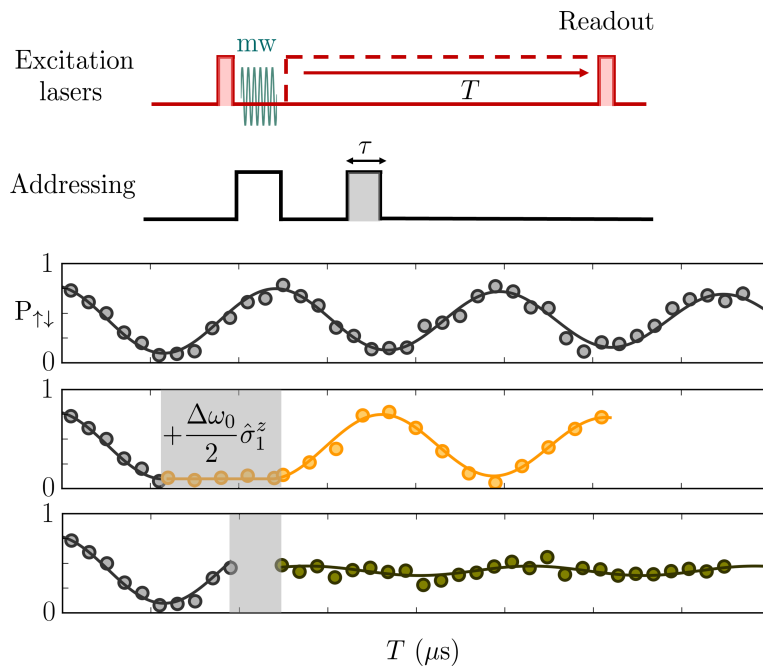 Readout
mw
Excitation
lasers
T
τ
Addressing
1
P↑↓
0
1
+ Δω₀/2 σ̂₁ᶻ
0
1
0
T (μs)